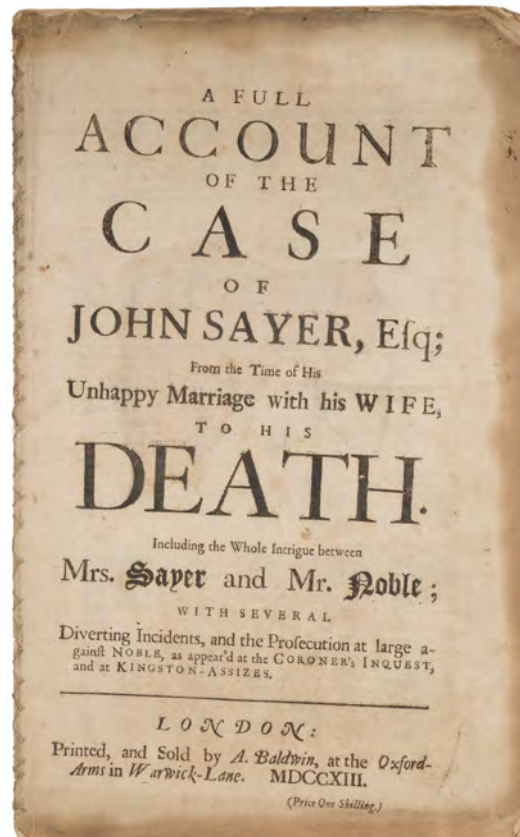 A FULL
ACCOUNT
OF THE
CASE
OF
JOHN SAYER, Eſq;
From the Time of His
Unhappy Marriage with his WIFE,
TO HIS
DEATH.
Including the Whole Intrigue between
Mrs. Sayer and Mr. Noble;
WITH SEVERAL
Diverting Incidents, and the Proſecution at large a-
gainſt NOBLE, as appear'd at the CORONER's INQUEST,
and at KINGSTON-ASSIZES.
LONDON:
Printed, and Sold by A. Baldwin, at the Oxford-
Arms in Warwick-Lane. MDCCXIII.
(Price One Shilling.)